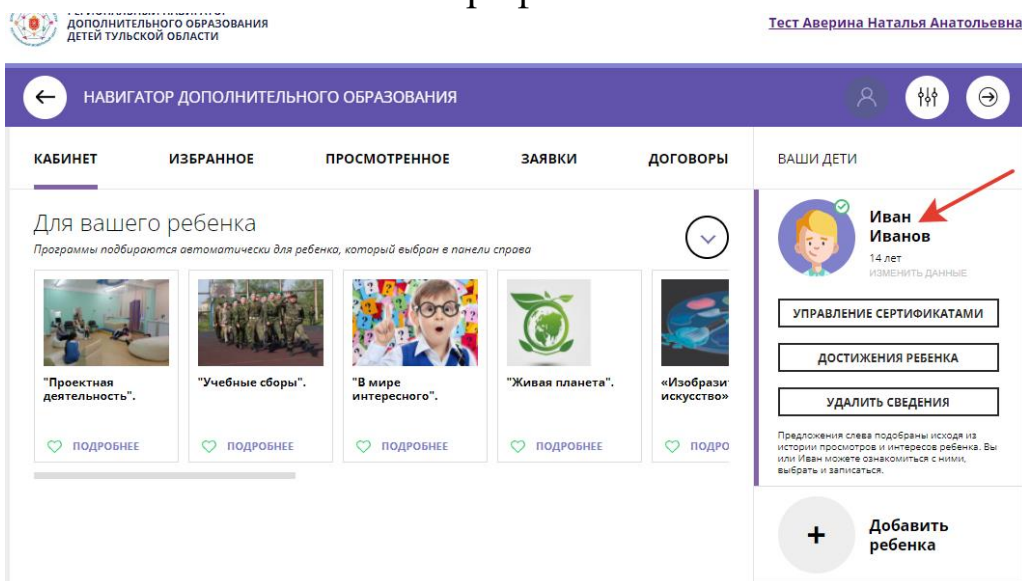 РЕГИОНАЛЬНЫЙ НАВИГАТОР
ДОПОЛНИТЕЛЬНОГО ОБРАЗОВАНИЯ
ДЕТЕЙ ТУЛЬСКОЙ ОБЛАСТИ
Тест Аверина Наталья Анатольевна
НАВИГАТОР ДОПОЛНИТЕЛЬНОГО ОБРАЗОВАНИЯ
КАБИНЕТ ИЗБРАННОЕ ПРОСМОТРЕННОЕ ЗАЯВКИ ДОГОВОРЫ
Для вашего ребенка
Программы подбираются автоматически для ребенка, который выбран в панели справа
"Проектная
деятельность".
ПОДРОБНЕЕ
"Учебные сборы".
ПОДРОБНЕЕ
"В мире
интересного".
ПОДРОБНЕЕ
"Живая планета".
ПОДРОБНЕЕ
«Изобрази
искусство»
ПОДРО
ВАШИ ДЕТИ
Иван
Иванов
14 лет
ИЗМЕНИТЬ ДАННЫЕ
УПРАВЛЕНИЕ СЕРТИФИКАТАМИ
ДОСТИЖЕНИЯ РЕБЕНКА
УДАЛИТЬ СВЕДЕНИЯ
Предложения слева подобраны исходя из
истории просмотров и интересов ребенка. Вы
или Иван можете ознакомиться с ними,
выбрать и записаться.
+ Добавить
ребенка